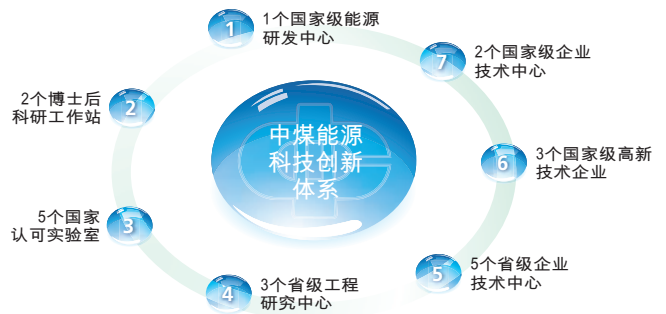 中煤能源
科技创新
体系
1
1个国家级能源
研发中心
2
2个博士后
科研工作站
3
5个国家
认可实验室
4
3个省级工程
研究中心
5
5个省级企业
技术中心
6
3个国家级高新
技术企业
7
2个国家级企业
技术中心